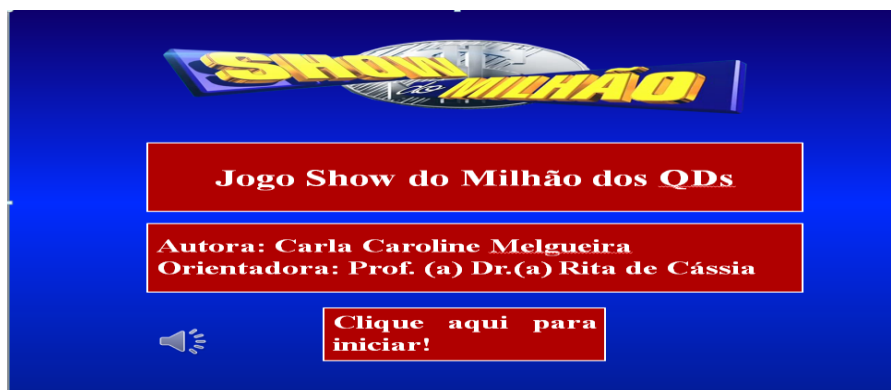 SHOW
do
MILHÃO
Jogo Show do Milhão dos QDs
Autora: Carla Caroline Melgueira
Orientadora: Prof. (a) Dr.(a) Rita de Cássia
Clique aqui para
iniciar!